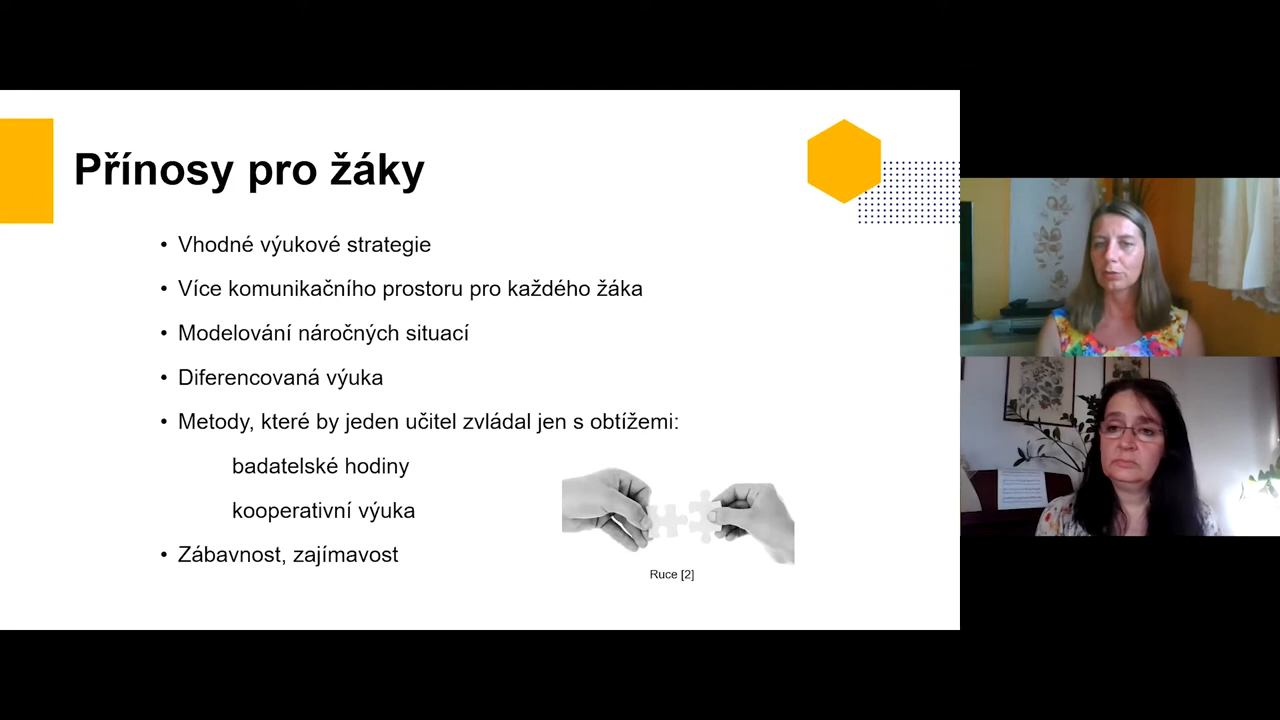 Přínosy pro žáky
• Vhodné výukové strategie
• Více komunikačního prostoru pro každého žáka
• Modelování náročných situací
• Diferencovaná výuka
• Metody, které by jeden učitel zvládal jen s obtížemi:
badatelské hodiny
kooperativní výuka
• Zábavnost, zajímavost
Ruce [2]